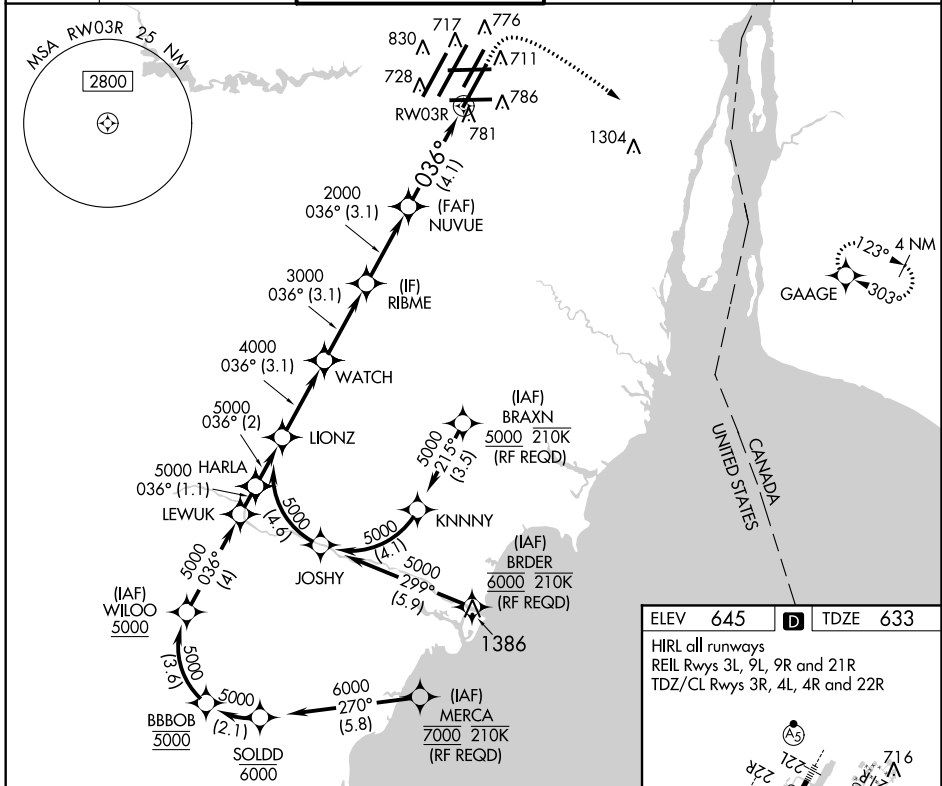 MSA RW03R 25 NM
2800
830
717
776
711
728
786
RW03R
781
1304
036°
(4.1)
2000
036° (3.1)
(FAF)
NUVUE
123°
4 NM
303°
GAAGE
3000
036° (3.1)
(IF)
RIBME
4000
036° (3.1)
WATCH
5000
036° (2)
LIONZ
(IAF)
BRAXN
5000 210K
(RF REQD)
5000
215°
(3.5)
CANADA
UNITED STATES
HARLA
5000
036° (1.1)
LEWUK
5000
(4.6)
KNNNY
5000
(4.1)
JOSHY
5000
299°
(5.9)
(IAF)
BRDER
6000 210K
(RF REQD)
1386
5000
036°
(4)
(IAF)
WILOO
5000
5000
(3.6)
BBBOB
5000
5000
(2.1)
SOLDD
6000
6000
270°
(5.8)
(IAF)
MERCA
7000 210K
(RF REQD)
ELEV 645 D TDZE 633
HIRL all runways
REIL Rwys 3L, 9L, 9R and 21R
TDZ/CL Rwys 3R, 4L, 4R and 22R
A5
22R
22L
716